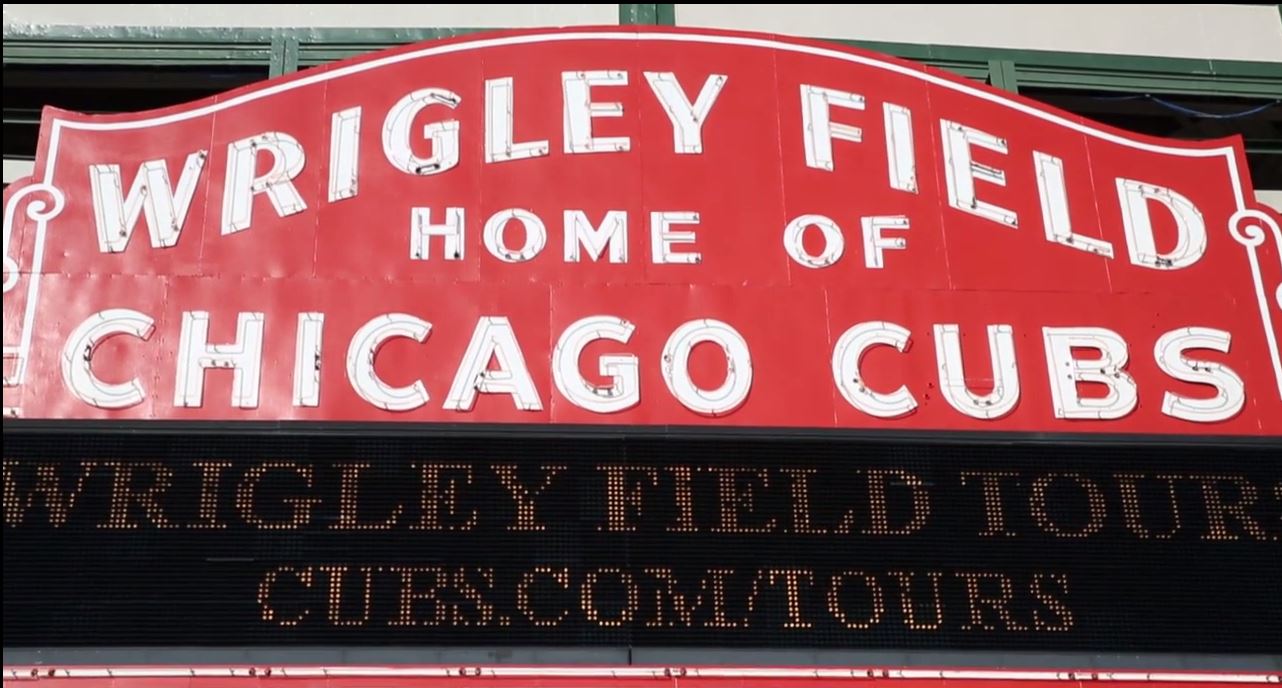 WRIGLEY FIELD
HOME OF
CHICAGO CUBS
WRIGLEY FIELD TOURS
CUBS.COM/TOURS